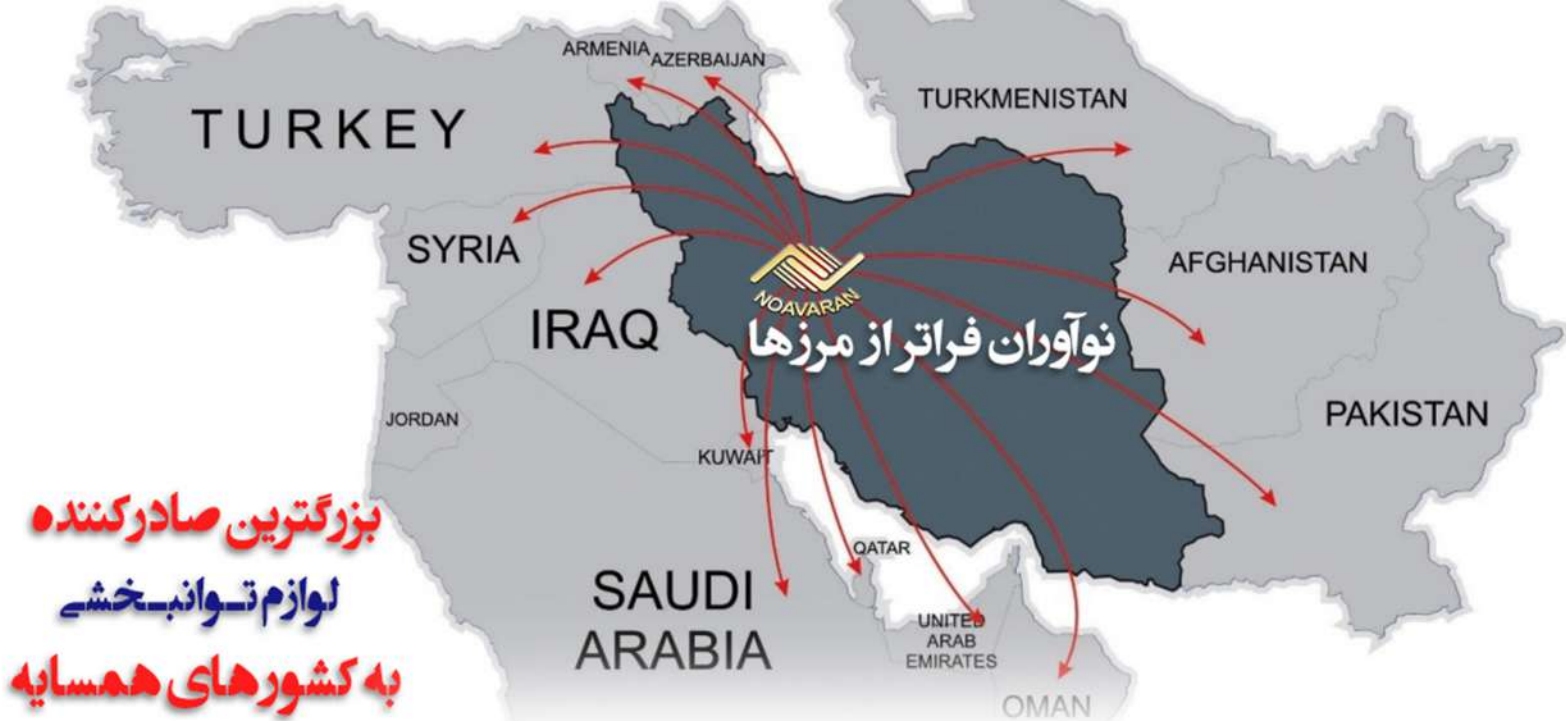 ARMENIA
AZERBAIJAN
TURKMENISTAN
TURKEY
SYRIA
AFGHANISTAN
NOAVARAN
IRAQ
نوآوران فراتر از مرزها
JORDAN
PAKISTAN
KUWAIT
بزرگترین صادرکننده
لوازم توانبخشی
به کشورهای همسایه
QATAR
SAUDI
ARABIA
UNITED
ARAB
EMIRATES
OMAN